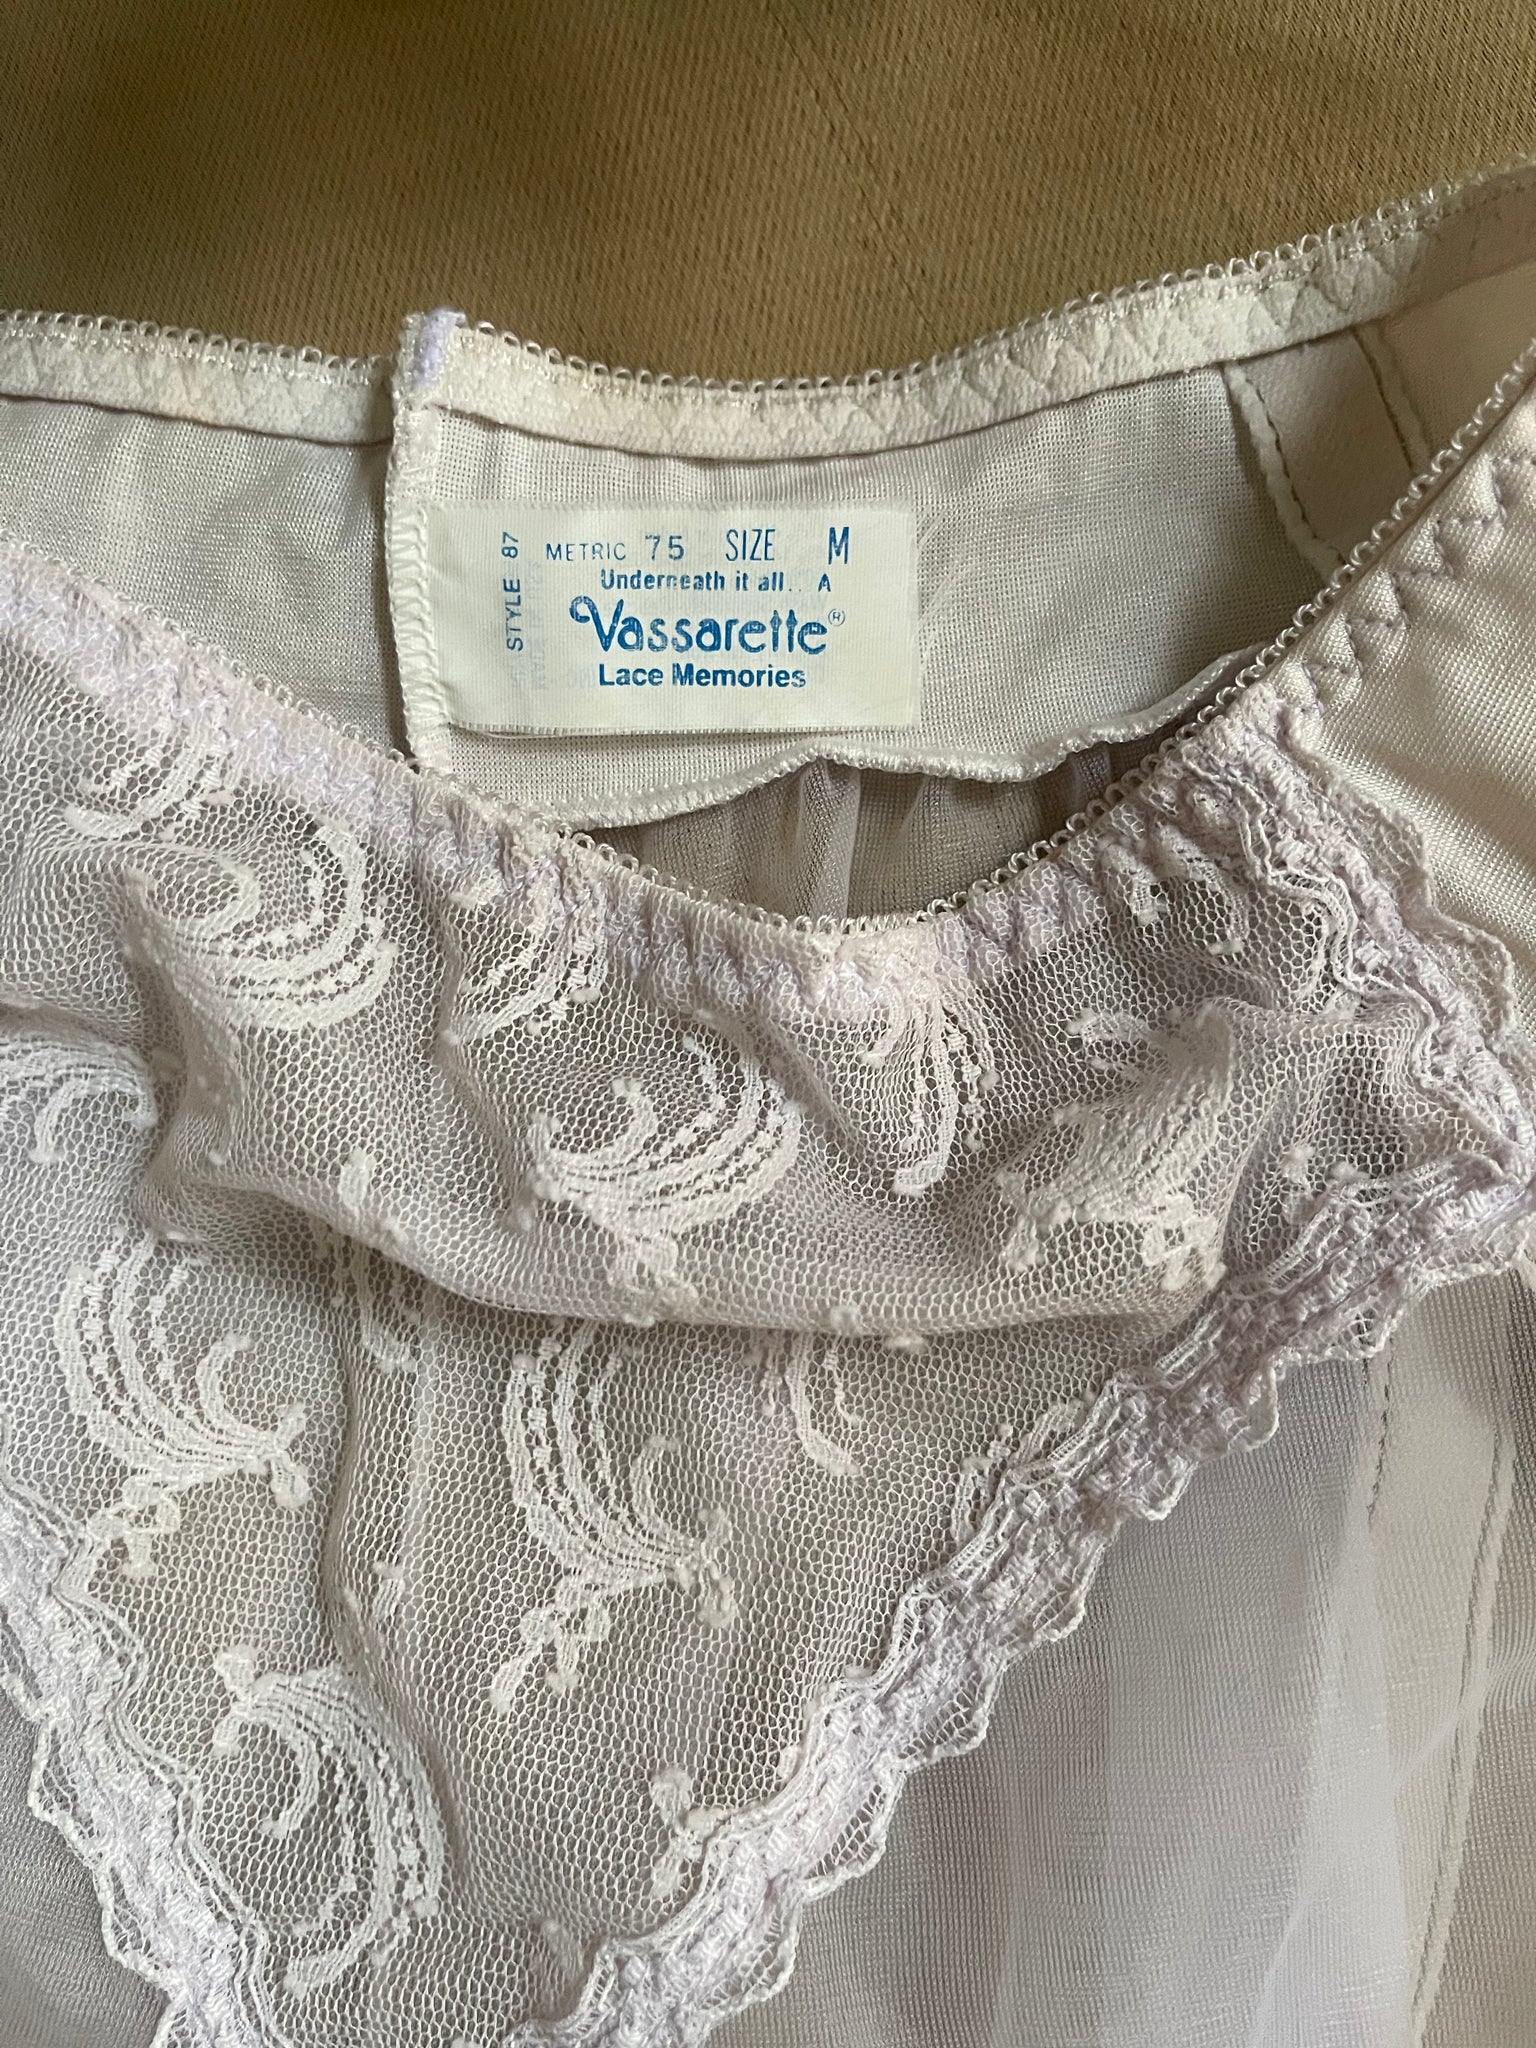 STYLE 87
METRIC 75 SIZE M
Underneath it all... A
Vassarette®
Lace Memories